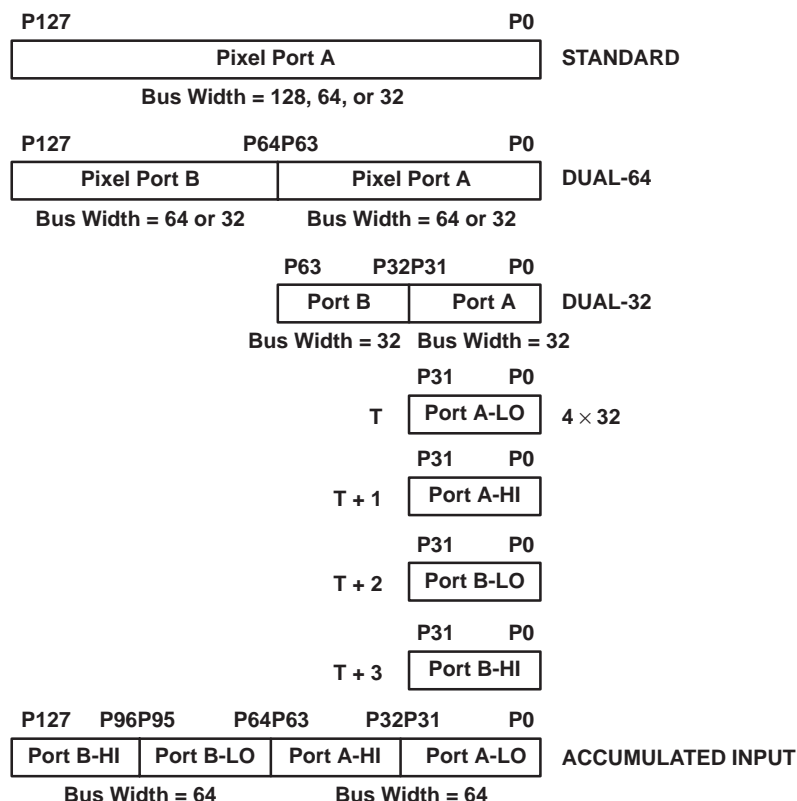 P127 P0
Pixel Port A STANDARD
Bus Width = 128, 64, or 32
P127 P64P63 P0
Pixel Port B Pixel Port A DUAL-64
Bus Width = 64 or 32 Bus Width = 64 or 32
P63 P32P31 P0
Port B Port A DUAL-32
Bus Width = 32 Bus Width = 32
P31 P0
T Port A-LO 4 × 32
P31 P0
T + 1 Port A-HI
P31 P0
T + 2 Port B-LO
P31 P0
T + 3 Port B-HI
P127 P96P95 P64P63 P32P31 P0
Port B-HI Port B-LO Port A-HI Port A-LO ACCUMULATED INPUT
Bus Width = 64 Bus Width = 64